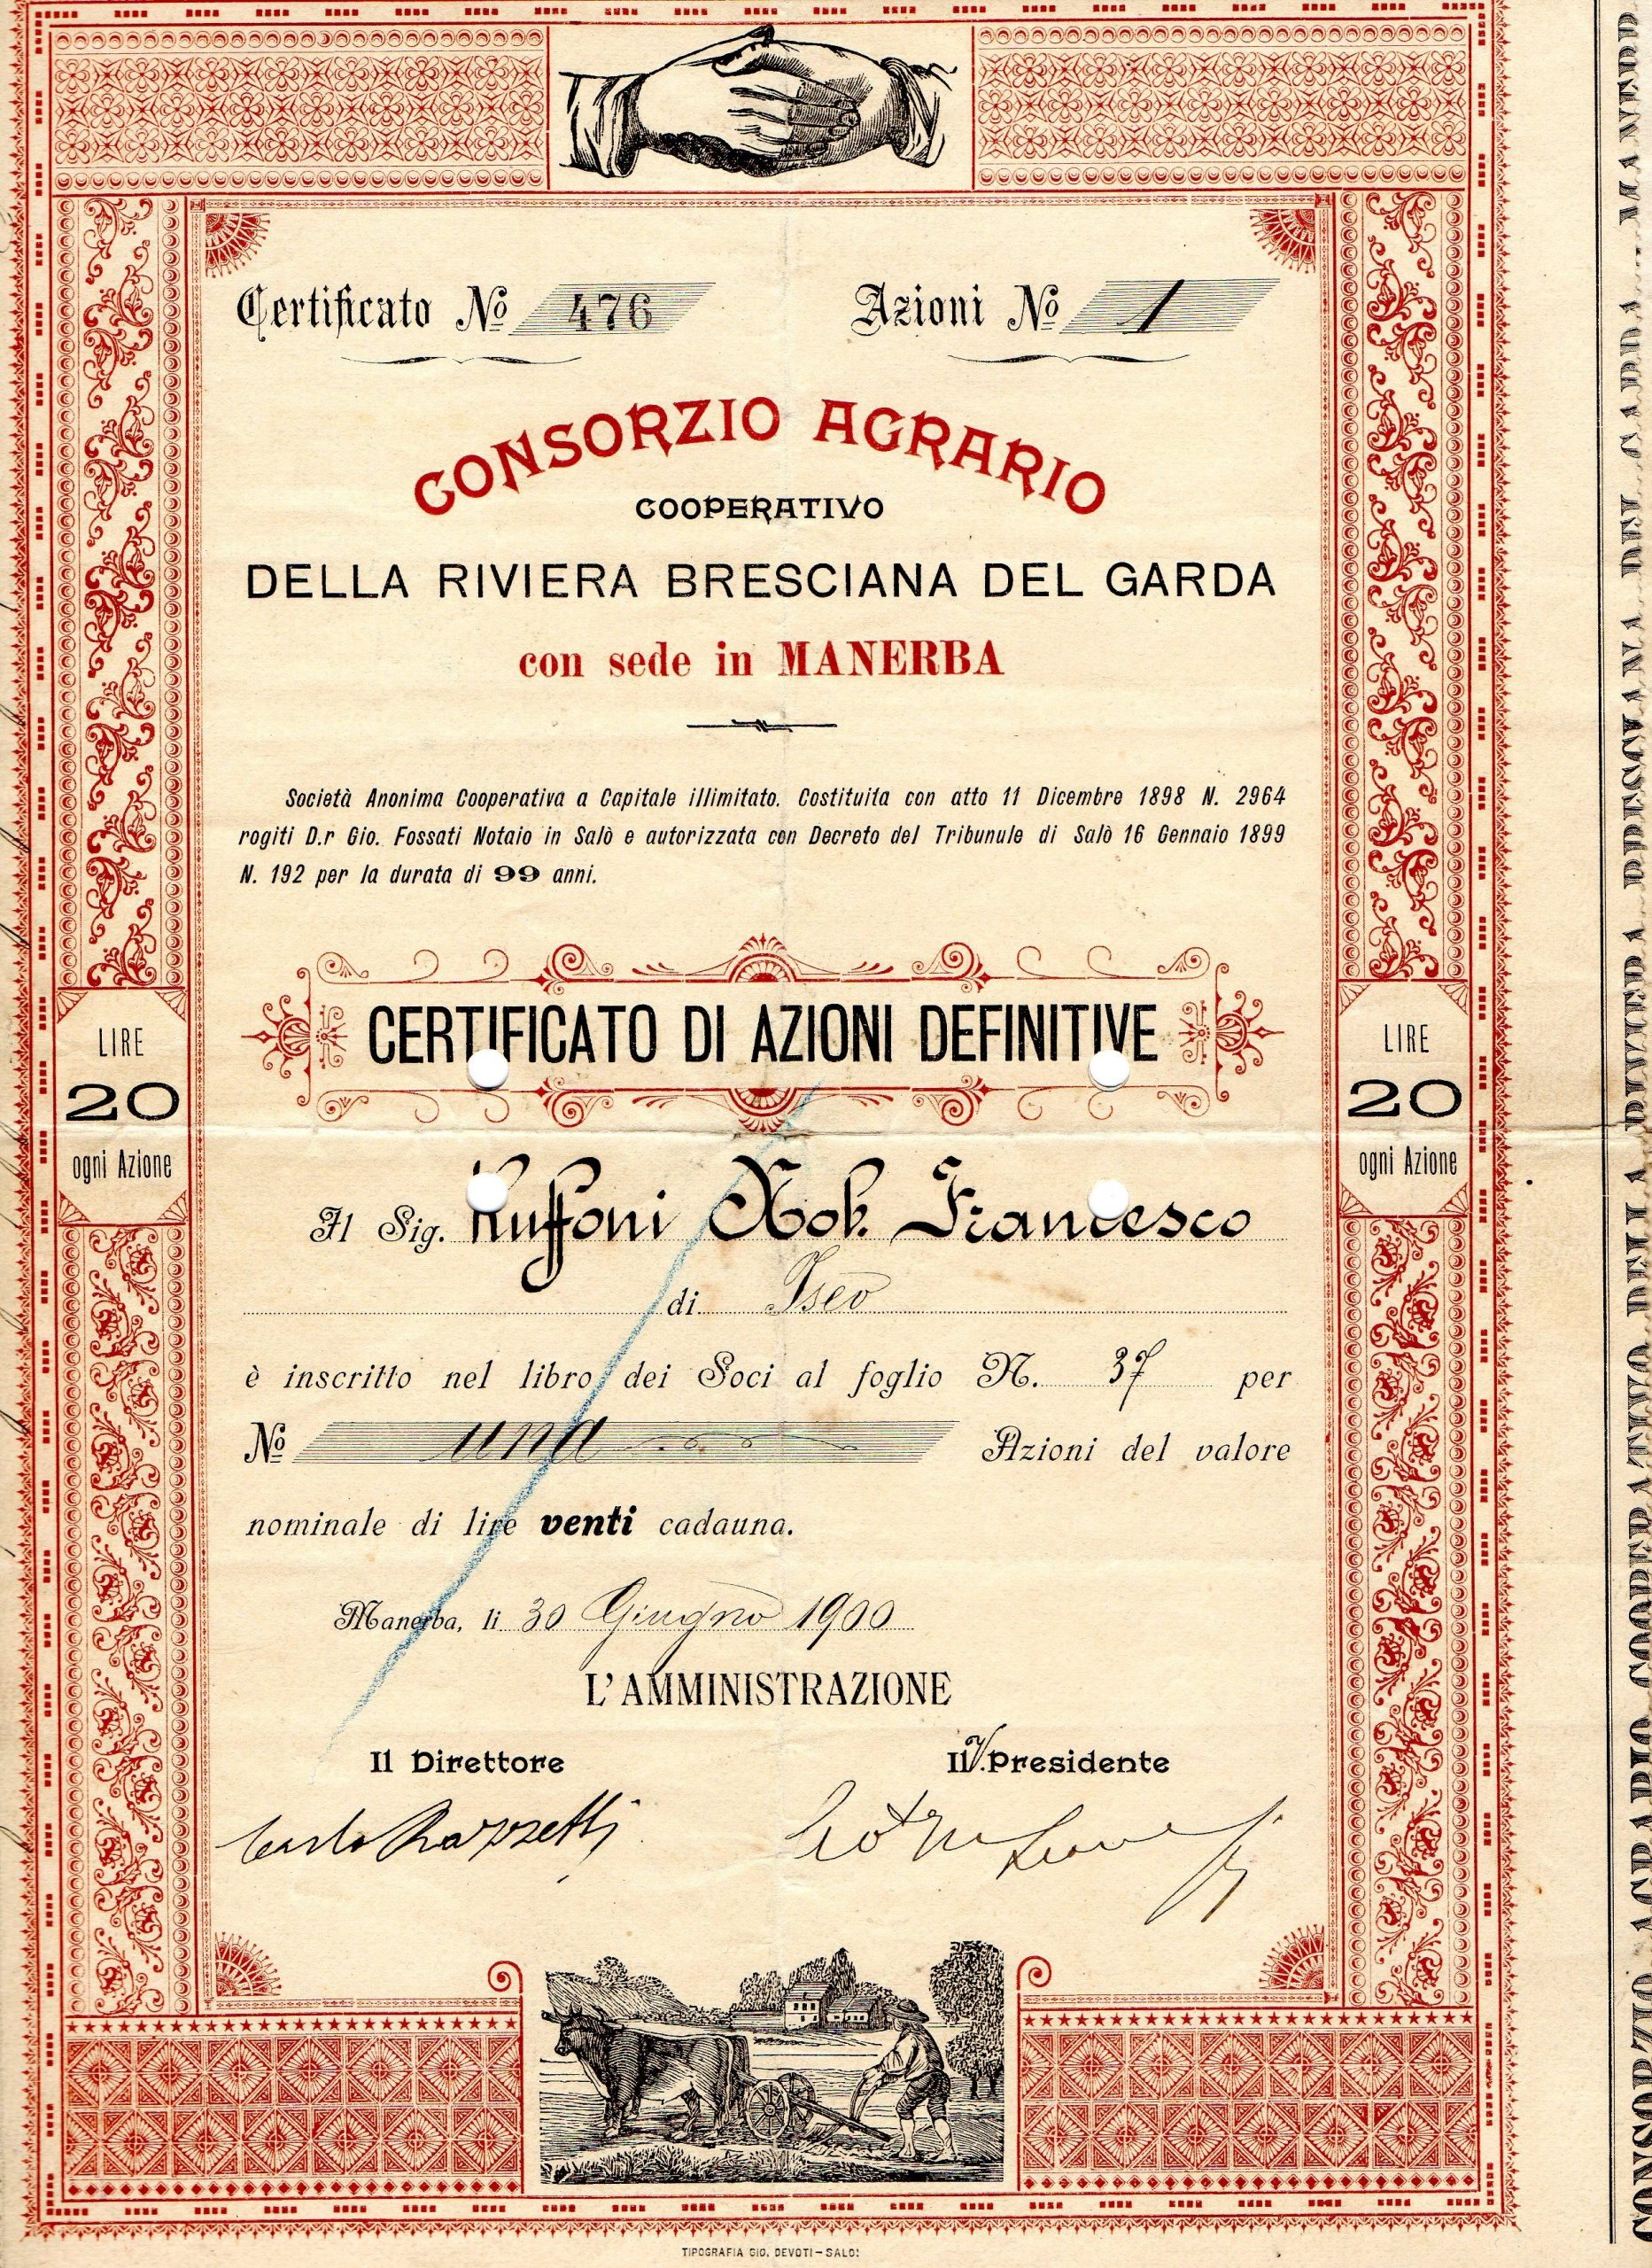 Certificato Nº 476 Azioni Nº 1
CONSORZIO AGRARIO
COOPERATIVO
DELLA RIVIERA BRESCIANA DEL GARDA
con sede in MANERBA
Società Anonima Cooperativa a Capitale illimitato. Costituita con atto 11 Dicembre 1898 N. 2964
rogiti D.r Gio. Fossati Notaio in Salò e autorizzata con Decreto del Tribunule di Salò 16 Gennaio 1899
N. 192 per la durata di 99 anni.
CERTIFICATO DI AZIONI DEFINITIVE
LIRE
20
ogni Azione
LIRE
20
ogni Azione
Il Sig. Ruffoni Nob. Francesco
di Iseo
è inscritto nel libro dei Soci al foglio N. 37 per
Nº una Azioni del valore
nominale di lire venti cadauna.
Manerba, li 30 Giugno 1900
L'AMMINISTRAZIONE
Il Direttore Il V. Presidente
Carlo
TIPOGRAFIA GIO. DEVOTI - SALO'